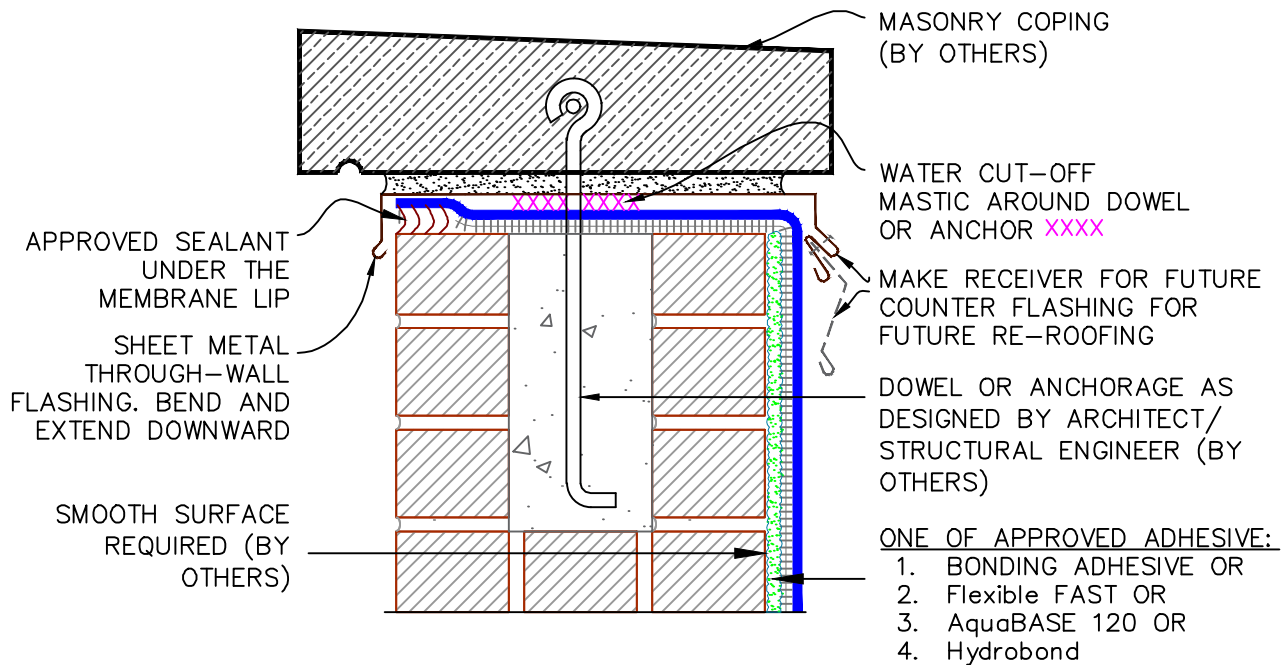 MASONRY COPING
(BY OTHERS)
WATER CUT-OFF
MASTIC AROUND DOWEL
OR ANCHOR XXXX
XXXX XXXX
APPROVED SEALANT
UNDER THE
MEMBRANE LIP
MAKE RECEIVER FOR FUTURE
COUNTER FLASHING FOR
FUTURE RE-ROOFING
SHEET METAL
THROUGH-WALL
FLASHING. BEND AND
EXTEND DOWNWARD
DOWEL OR ANCHORAGE AS
DESIGNED BY ARCHITECT/
STRUCTURAL ENGINEER (BY
OTHERS)
SMOOTH SURFACE
REQUIRED (BY
OTHERS)
ONE OF APPROVED ADHESIVE:
1. BONDING ADHESIVE OR
2. Flexible FAST OR
3. AquaBASE 120 OR
4. Hydrobond